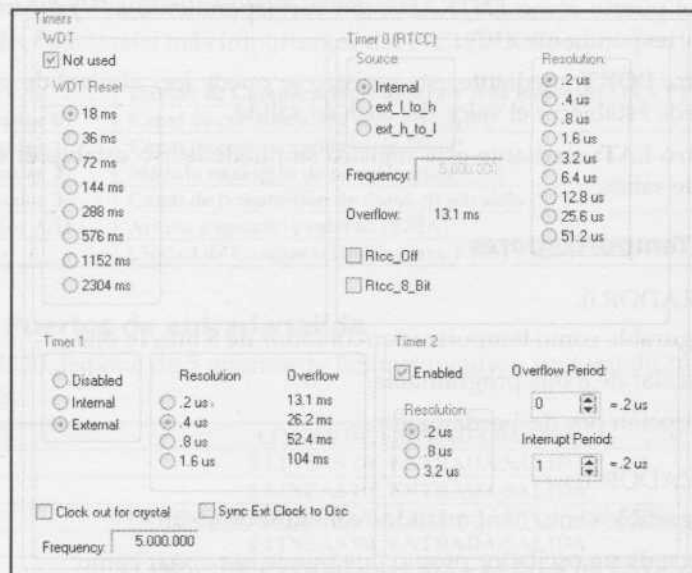 Timers
WDT
Not used
WDT Reset
18 ms
36 ms
72 ms
144 ms
288 ms
576 ms
1152 ms
2304 ms
Timer 0 (RTCC)
Source
Internal
ext_l_to_h
ext_h_to_l
Resolution:
.2 us
.4 us
.8 us
1.6 us
3.2 us
6.4 us
12.8 us
25.6 us
51.2 us
Frequency: 5.000.000
Overflow: 13.1 ms
Rtcc_Off
Rtcc_8_Bit
Timer 1
Disabled
Internal
External
Resolution Overflow
.2 us 13.1 ms
.4 us 26.2 ms
.8 us 52.4 ms
1.6 us 104 ms
Clock out for crystal
Sync Ext Clock to Osc
Frequency: 5.000.000
Timer 2
Enabled
Resolution:
.2 us
.8 us
3.2 us
Overflow Period:
0 = .2 us
Interrupt Period:
1 = .2 us